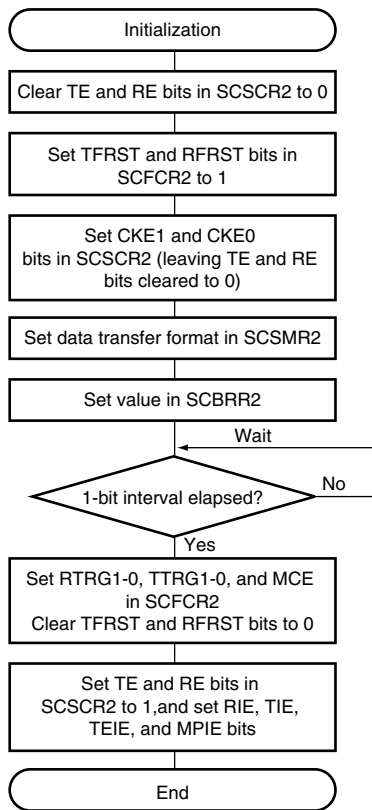 Initialization
Clear TE and RE bits in SCSCR2 to 0
Set TFRST and RFRST bits in
SCFCR2 to 1
Set CKE1 and CKE0
bits in SCSCR2 (leaving TE and RE
bits cleared to 0)
Set data transfer format in SCSMR2
Set value in SCBRR2
Wait
1-bit interval elapsed?
No
Yes
Set RTRG1-0, TTRG1-0, and MCE
in SCFCR2
Clear TFRST and RFRST bits to 0
Set TE and RE bits in
SCSCR2 to 1,and set RIE, TIE,
TEIE, and MPIE bits
End